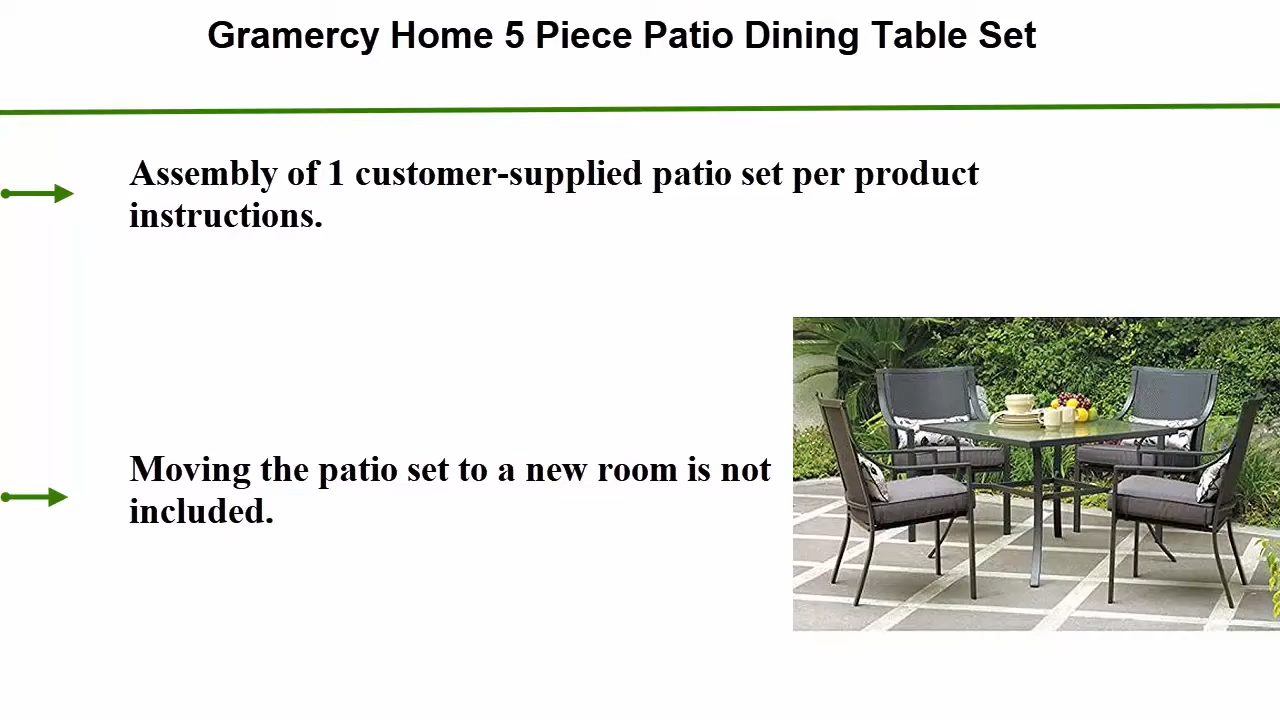 Gramercy Home 5 Piece Patio Dining Table Set
Assembly of 1 customer-supplied patio set per product
instructions.
Moving the patio set to a new room is not
included.